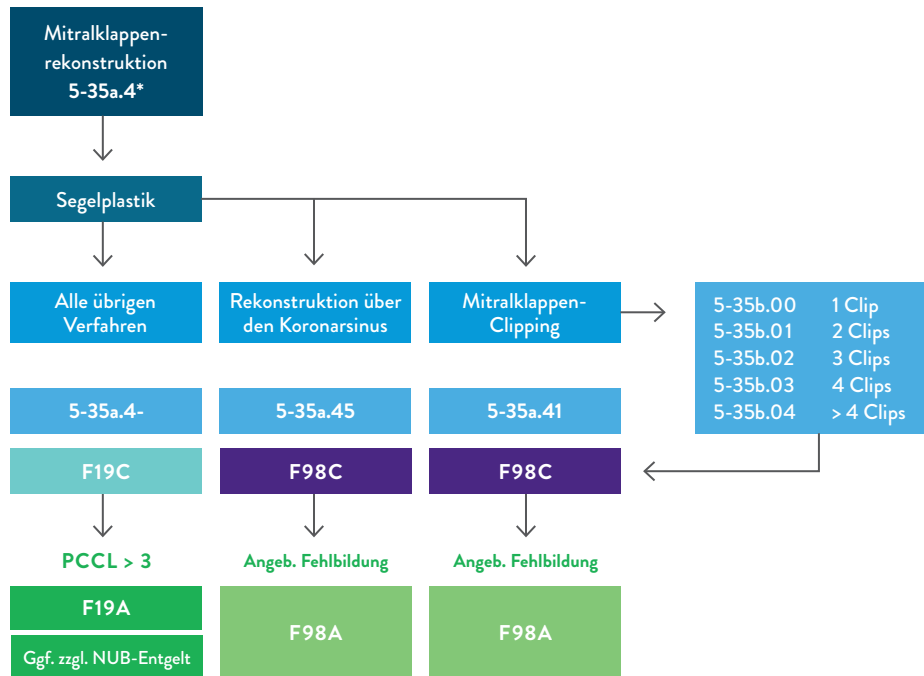 Mitralklappen-
rekonstruktion
5-35a.4*
Segelplastik
Alle übrigen
Verfahren
Rekonstruktion über
den Koronarsinus
Mitralklappen-
Clipping
5-35b.00 1 Clip
5-35b.01 2 Clips
5-35b.02 3 Clips
5-35b.03 4 Clips
5-35b.04 > 4 Clips
5-35a.4-
5-35a.45
5-35a.41
F19C
F98C
F98C
PCCL > 3
Angeb. Fehlbildung
Angeb. Fehlbildung
F19A
Ggf. zzgl. NUB-Entgelt
F98A
F98A